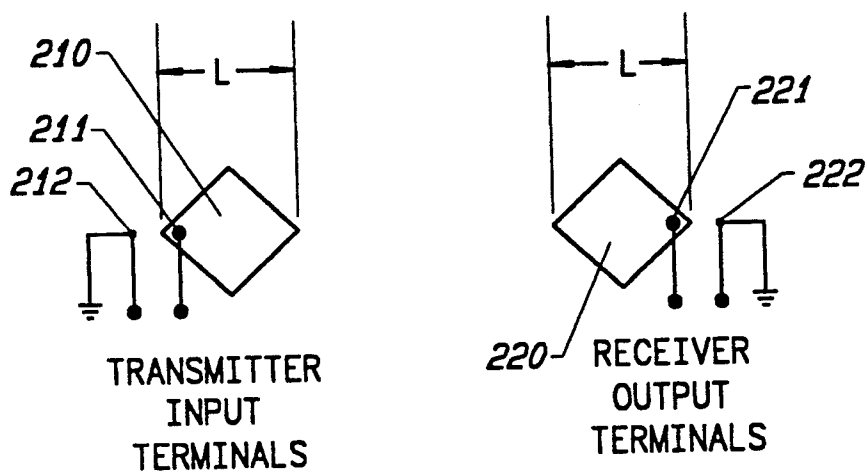 210
L
211
212
TRANSMITTER
INPUT
TERMINALS
L
221
222
220
RECEIVER
OUTPUT
TERMINALS